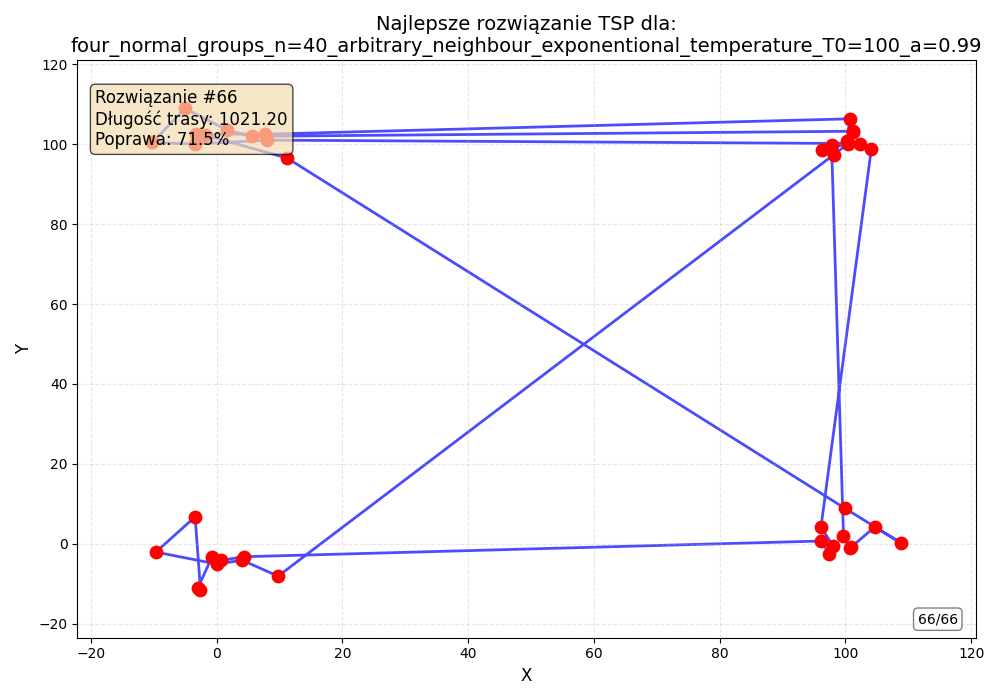 Najlepsze rozwiązanie TSP dla:
four_normal_groups_n=40_arbitrary_neighbour_exponential_temperature_T0=100_a=0.99
Rozwiązanie #66
Długość trasy: 1021.20
Poprawa: 71.5%
120
100
80
60
40
20
0
−20
Y
−20
0
20
40
60
80
100
120
X
66/66